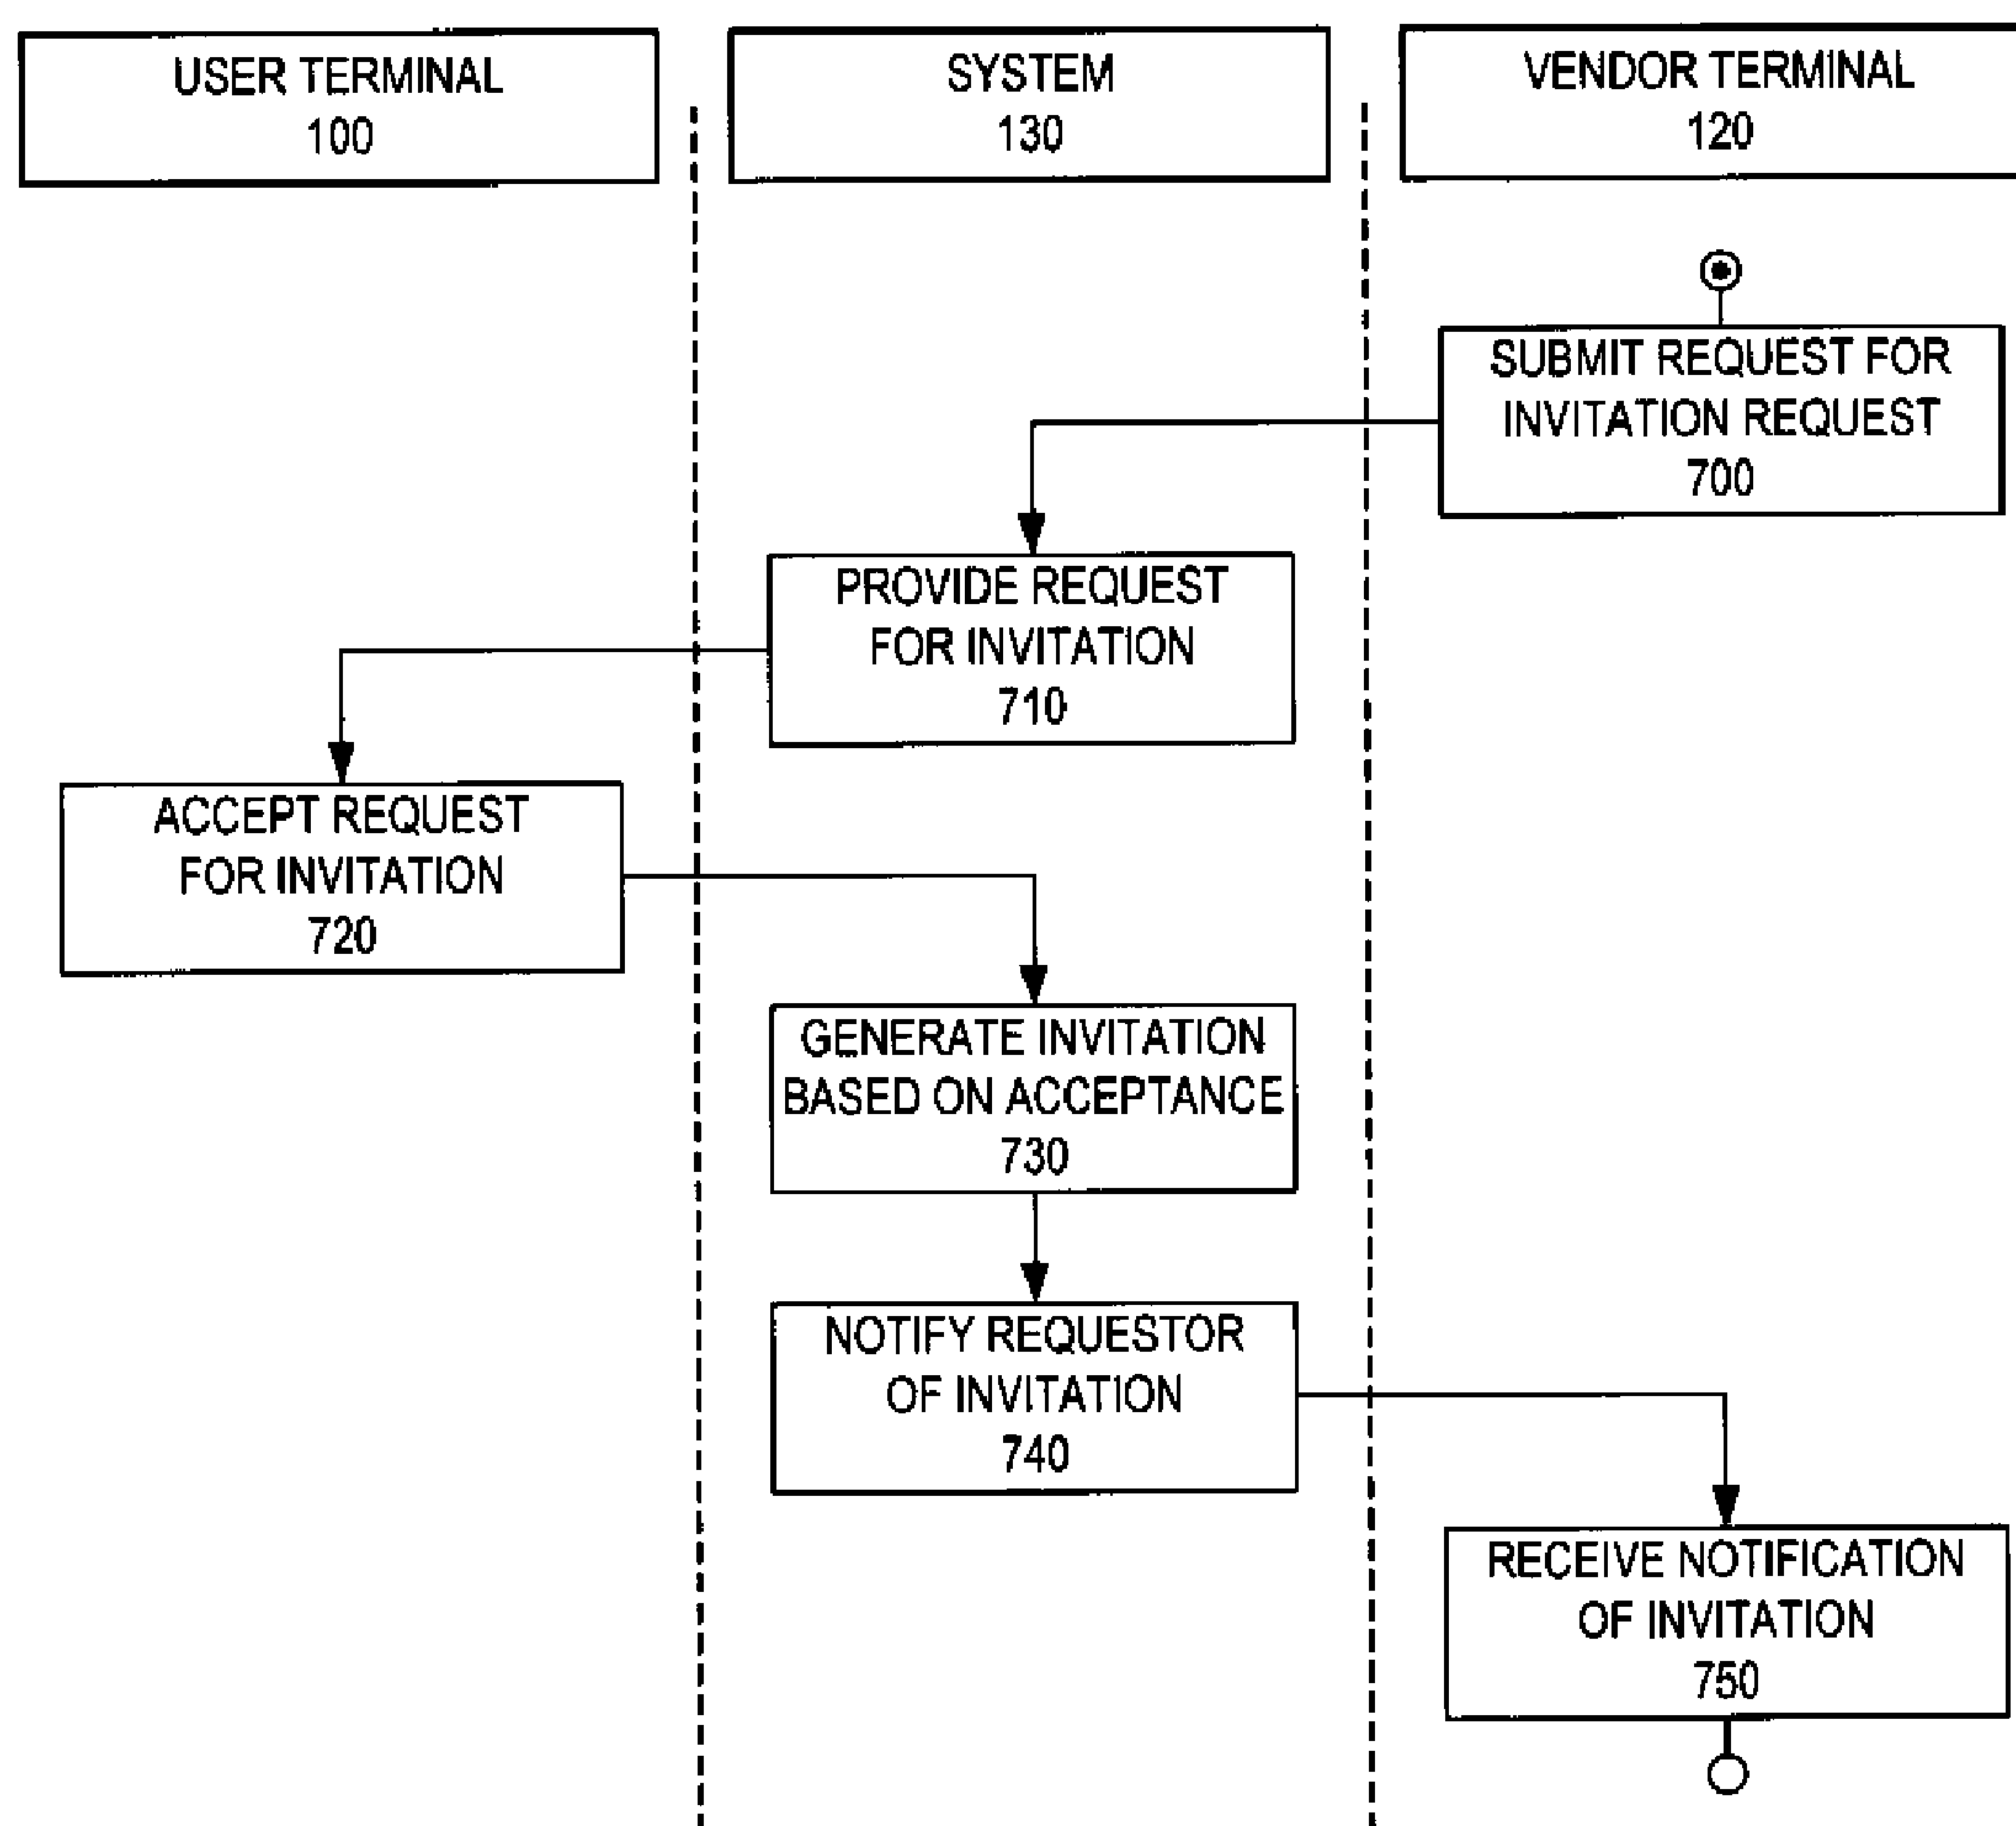 USER TERMINAL
100
SYSTEM
130
VENDOR TERMINAL
120
SUBMIT REQUEST FOR
INVITATION REQUEST
700
PROVIDE REQUEST
FOR INVITATION
710
ACCEPT REQUEST
FOR INVITATION
720
GENERATE INVITATION
BASED ON ACCEPTANCE
730
NOTIFY REQUESTOR
OF INVITATION
740
RECEIVE NOTIFICATION
OF INVITATION
750